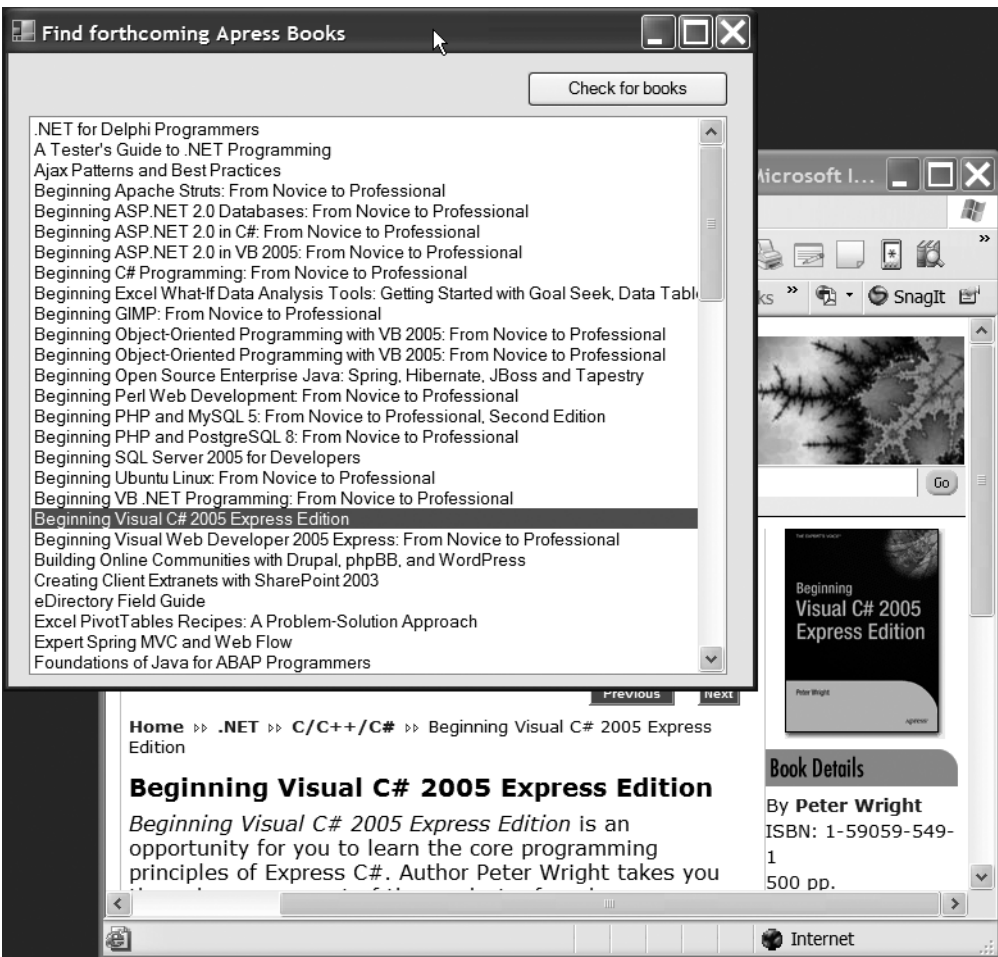 Find forthcoming Apress Books
Check for books
.NET for Delphi Programmers
A Tester's Guide to .NET Programming
Ajax Patterns and Best Practices
Beginning Apache Struts: From Novice to Professional
Beginning ASP.NET 2.0 Databases: From Novice to Professional
Beginning ASP.NET 2.0 in C#: From Novice to Professional
Beginning ASP.NET 2.0 in VB 2005: From Novice to Professional
Beginning C# Programming: From Novice to Professional
Beginning Excel What-If Data Analysis Tools: Getting Started with Goal Seek, Data Table
Beginning GIMP: From Novice to Professional
Beginning Object-Oriented Programming with VB 2005: From Novice to Professional
Beginning Object-Oriented Programming with VB 2005: From Novice to Professional
Beginning Open Source Enterprise Java: Spring, Hibernate, JBoss and Tapestry
Beginning Perl Web Development: From Novice to Professional
Beginning PHP and MySQL 5: From Novice to Professional, Second Edition
Beginning PHP and PostgreSQL 8: From Novice to Professional
Beginning SQL Server 2005 for Developers
Beginning Ubuntu Linux: From Novice to Professional
Beginning VB .NET Programming: From Novice to Professional
Beginning Visual C# 2005 Express Edition
Beginning Visual Web Developer 2005 Express: From Novice to Professional
Building Online Communities with Drupal, phpBB, and WordPress
Creating Client Extranets with SharePoint 2003
eDirectory Field Guide
Excel PivotTables Recipes: A Problem-Solution Approach
Expert Spring MVC and Web Flow
Foundations of Java for ABAP Programmers
Microsoft I...
ks » SnagIt
Go
THE EXPERT'S VOICE
Beginning
Visual C# 2005
Express Edition
Peter Wright
Apress
Previous Next
Home ▹▹ .NET ▹▹ C/C++/C# ▹▹ Beginning Visual C# 2005 Express
Edition
Beginning Visual C# 2005 Express Edition
Beginning Visual C# 2005 Express Edition is an
opportunity for you to learn the core programming
principles of Express C#. Author Peter Wright takes you
Book Details
By Peter Wright
ISBN: 1-59059-549-
1
500 pp.
Internet